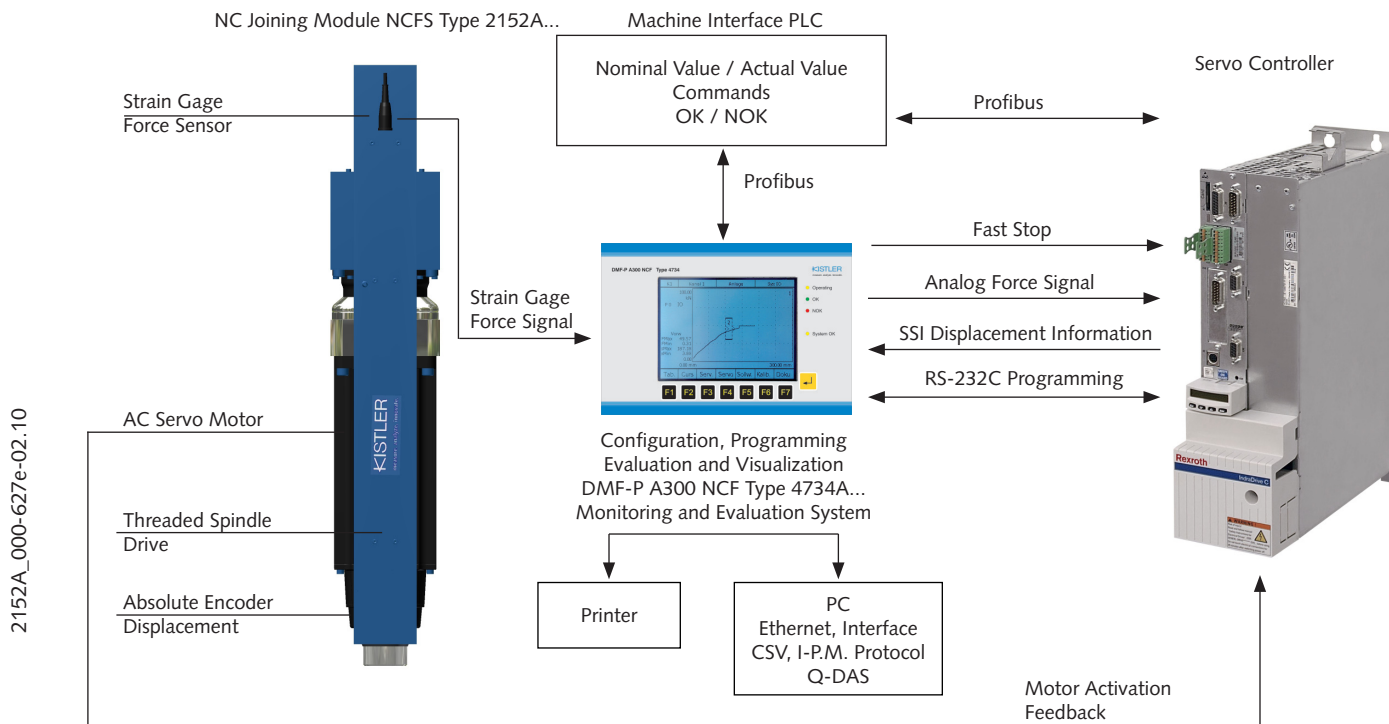 NC Joining Module NCFS Type 2152A...
Machine Interface PLC
Nominal Value / Actual Value
Commands
OK / NOK
Servo Controller
Strain Gage
Force Sensor
Profibus
Profibus
DMF-P A300 NCF Type 4734
KISTLER
Operating
OK
NOK
System OK
F1 F2 F3 F4 F5 F6 F7
Fast Stop
Analog Force Signal
SSI Displacement Information
RS-232C Programming
Strain Gage
Force Signal
KISTLER
AC Servo Motor
Threaded Spindle
Drive
Absolute Encoder
Displacement
Configuration, Programming
Evaluation and Visualization
DMF-P A300 NCF Type 4734A...
Monitoring and Evaluation System
Printer
PC
Ethernet, Interface
CSV, I-P.M. Protocol
Q-DAS
Rexroth
IndraDrive C
WARNING
Motor Activation
Feedback
2152A_000-627e-02.10